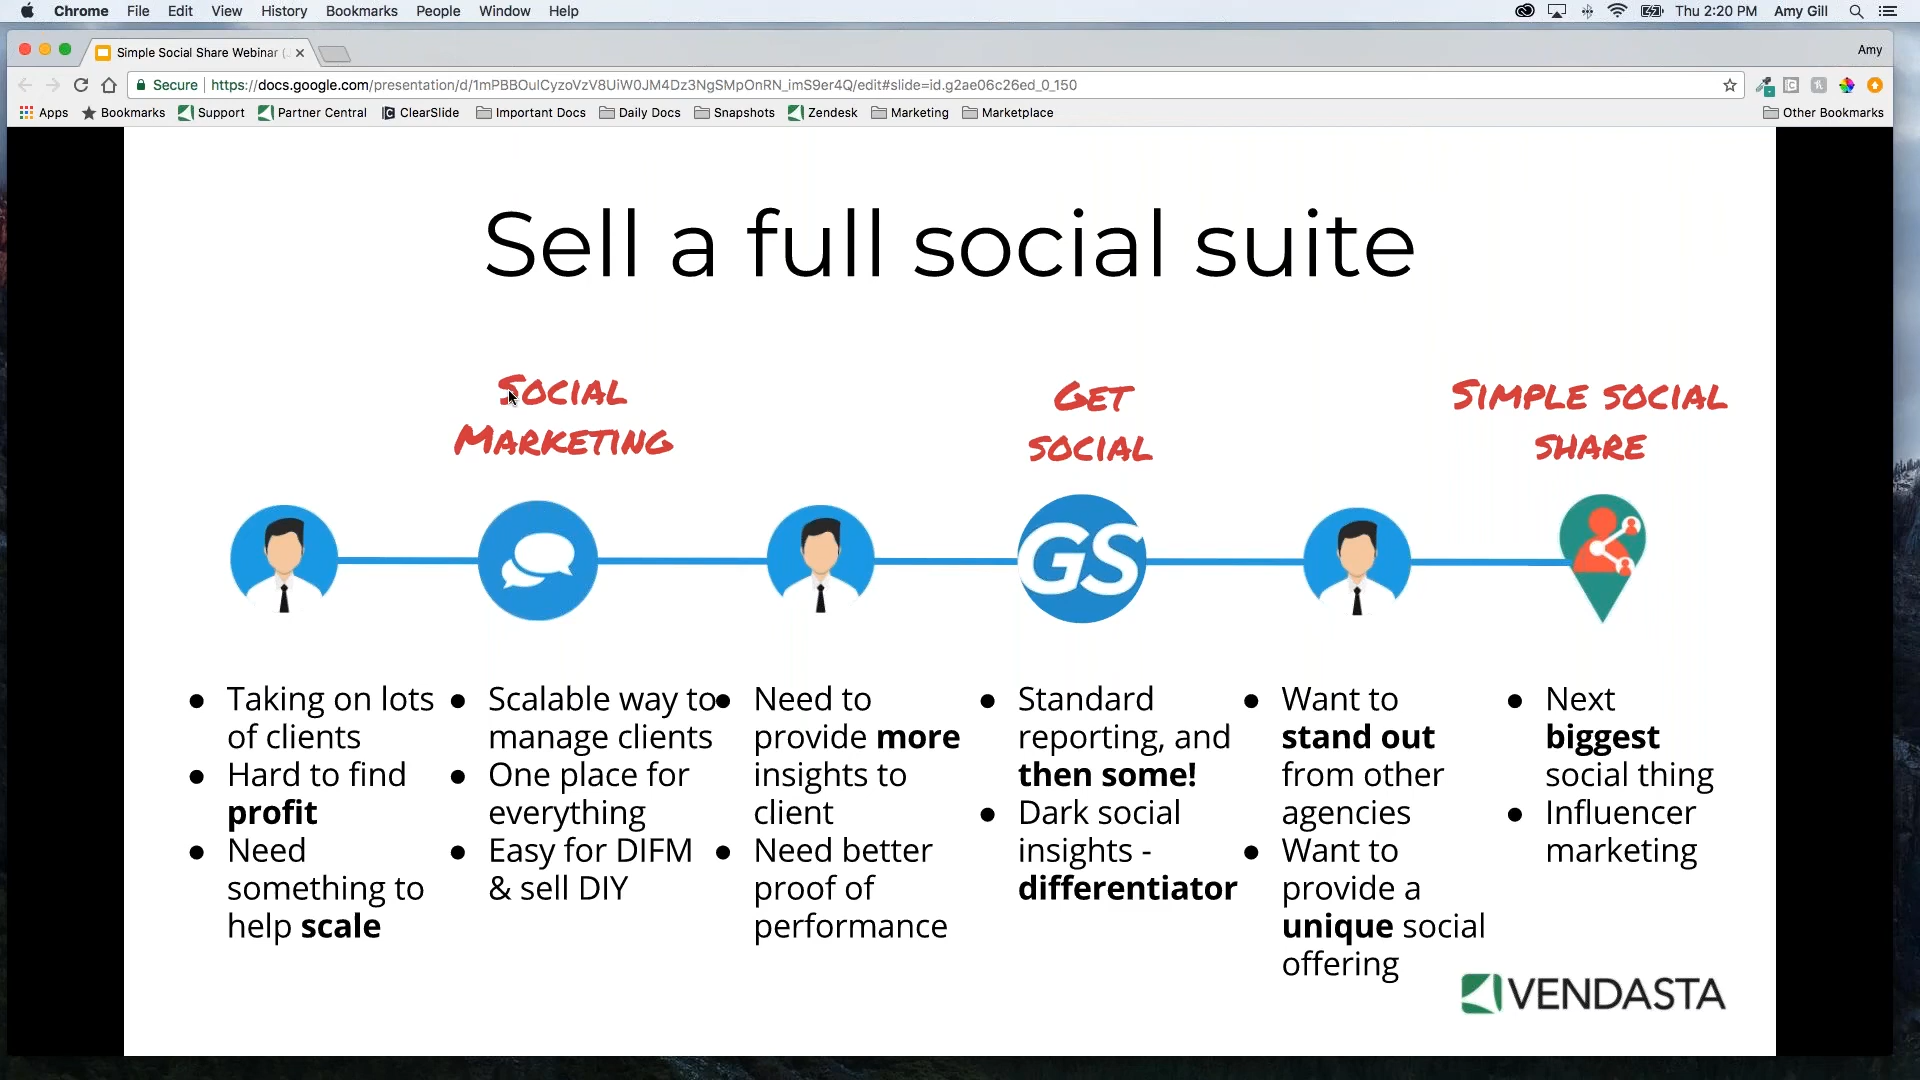 Chrome File Edit View History Bookmarks People Window Help
Thu 2:20 PM Amy Gill
Simple Social Share Webinar (
Amy
Secure https://docs.google.com/presentation/d/1mPBBOulCyzoVzV8UiW0JM4Dz3NgSMpOnRN_imS9er4Q/edit#slide=id.g2ae06c26ed_0_150
Apps Bookmarks Support Partner Central ClearSlide Important Docs Daily Docs Snapshots Zendesk Marketing Marketplace Other Bookmarks
Sell a full social suite
Social
Marketing
Get
social
Simple social
share
GS
● Taking on lots
of clients
● Hard to find
profit
● Need
something to
help scale
● Scalable way to
manage clients
● One place for
everything
● Easy for DIFM
& sell DIY
● Need to
provide more
insights to
client
● Need better
proof of
performance
● Standard
reporting, and
then some!
● Dark social
insights -
differentiator
● Want to
stand out
from other
agencies
● Want to
provide a
unique social
offering
● Next
biggest
social thing
● Influencer
marketing
VENDASTA